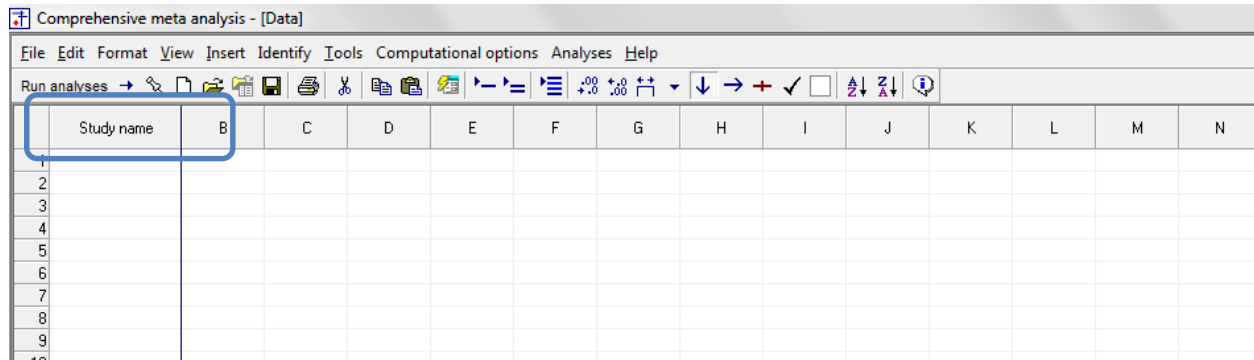 Comprehensive meta analysis - [Data]
File Edit Format View Insert Identify Tools Computational options Analyses Help
Run analyses
Study name B C D E F G H I J K L M N
1
2
3
4
5
6
7
8
9